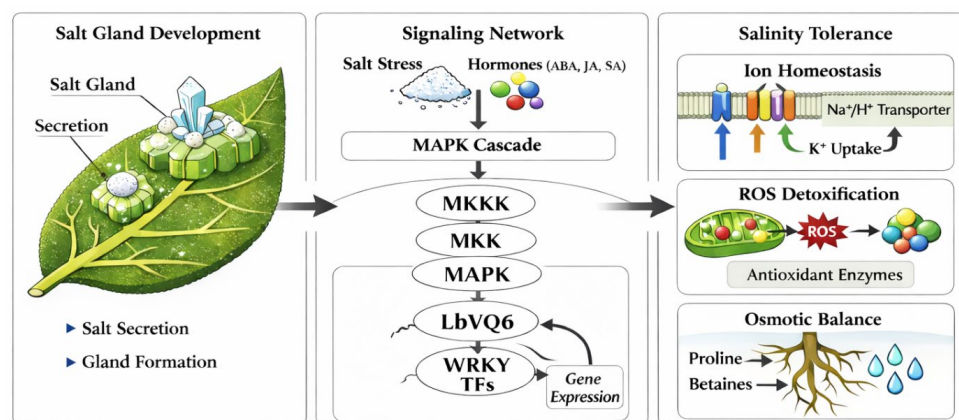 Salt Gland Development
Salt Gland
Secretion
▶ Salt Secretion
▶ Gland Formation
Signaling Network
Salt Stress
Hormones (ABA, JA, SA)
MAPK Cascade
MKKK
MKK
MAPK
LbVQ6
WRKY
TFs
Gene
Expression
Salinity Tolerance
Ion Homeostasis
Na⁺/H⁺ Transporter
K⁺ Uptake
ROS Detoxification
ROS
Antioxidant Enzymes
Osmotic Balance
Proline
Betaines